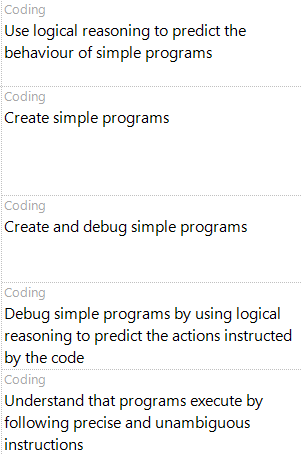 Coding
Use logical reasoning to predict the
behaviour of simple programs
Coding
Create simple programs
Coding
Create and debug simple programs
Coding
Debug simple programs by using logical
reasoning to predict the actions instructed
by the code
Coding
Understand that programs execute by
following precise and unambiguous
instructions